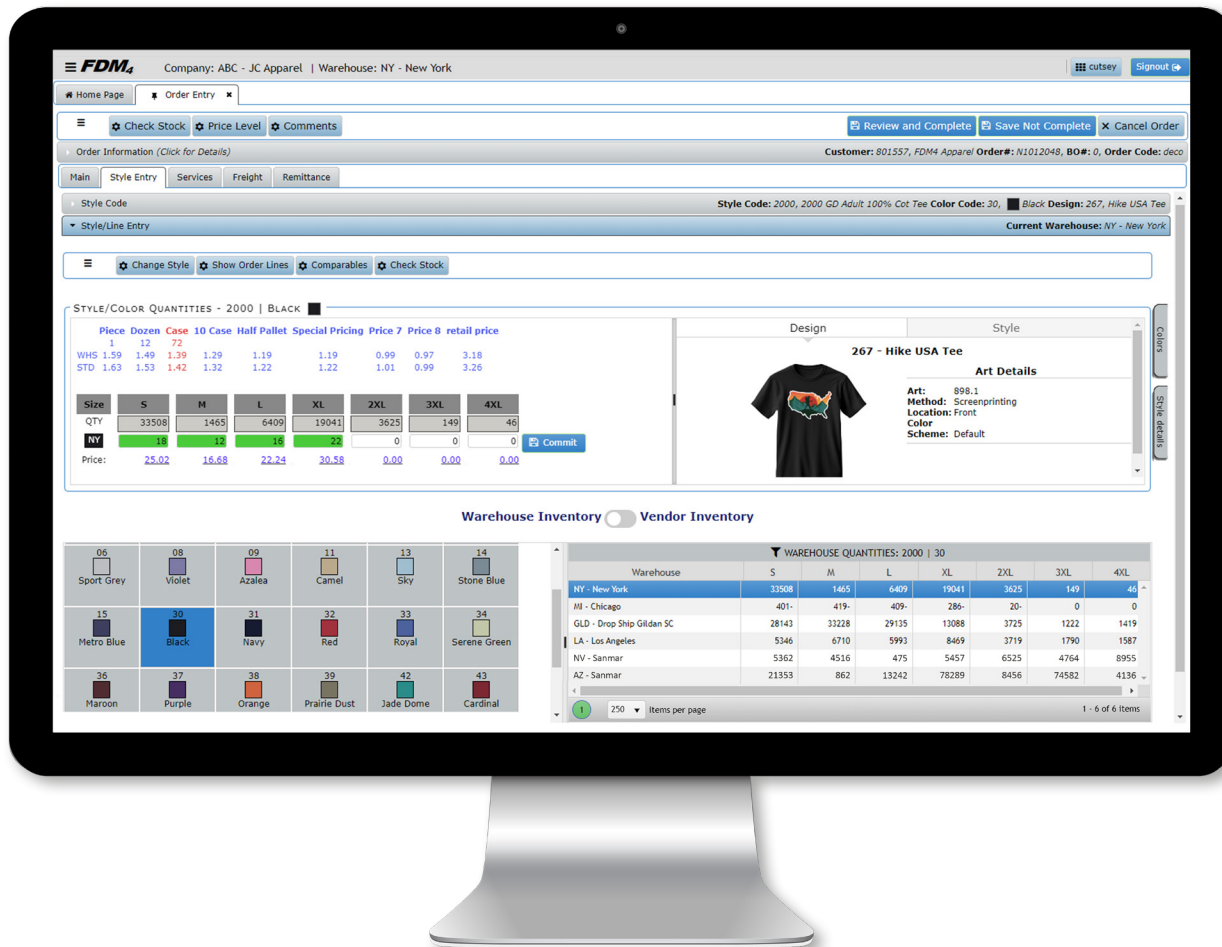 FDM4 Company: ABC - JC Apparel | Warehouse: NY - New York cutsey Signout
Home Page Order Entry ×
Check Stock Price Level Comments Review and Complete Save Not Complete × Cancel Order
Order Information (Click for Details) Customer: 801557, FDM4 Apparel Order#: N1012048, BO#: 0, Order Code: deco
Main Style Entry Services Freight Remittance
Style Code Style Code: 2000, 2000 GD Adult 100% Cot Tee Color Code: 30, Black Design: 267, Hike USA Tee
Style/Line Entry Current Warehouse: NY - New York
Change Style Show Order Lines Comparables Check Stock
STYLE/COLOR QUANTITIES - 2000 | BLACK
Piece Dozen Case 10 Case Half Pallet Special Pricing Price 7 Price 8 retail price
1 12 72
WHS 1.59 1.49 1.39 1.29 1.19 1.19 0.99 0.97 3.18
STD 1.63 1.53 1.42 1.32 1.22 1.22 1.01 0.99 3.26
Size S M L XL 2XL 3XL 4XL
QTY 33508 1465 6409 19041 3625 149 46
NY 18 12 16 22 0 0 0 Commit
Price: 25.02 16.68 22.24 30.58 0.00 0.00 0.00
Design Style
267 - Hike USA Tee
Art Details
Art: 898.1
Method: Screenprinting
Location: Front
Color
Scheme: Default
Colors
Style details
Warehouse Inventory Vendor Inventory
06 08 09 11 13 14
Sport Grey Violet Azalea Camel Sky Stone Blue
15 30 31 32 33 34
Metro Blue Black Navy Red Royal Serene Green
36 37 38 39 42 43
Maroon Purple Orange Prairie Dust Jade Dome Cardinal
WAREHOUSE QUANTITIES: 2000 | 30
Warehouse S M L XL 2XL 3XL 4XL
NY - New York 33508 1465 6409 19041 3625 149 46
MI - Chicago 401- 419- 409- 286- 20- 0 0
GLD - Drop Ship Gildan SC 28143 33228 29135 13088 3725 1222 1419
LA - Los Angeles 5346 6710 5993 8469 3719 1790 1587
NV - Sanmar 5362 4516 475 5457 6525 4764 8955
AZ - Sanmar 21353 862 13242 78289 8456 74582 4136
1 250 Items per page 1 - 6 of 6 Items